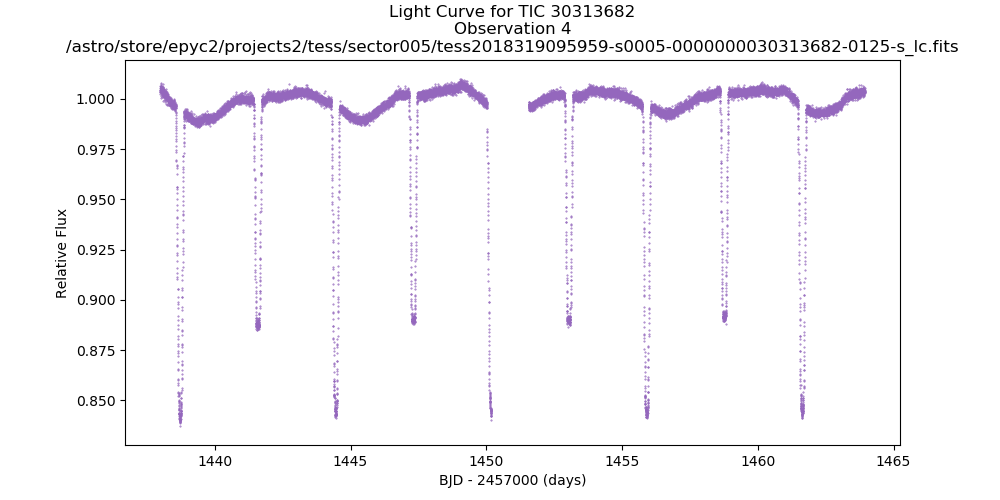 Light Curve for TIC 30313682
Observation 4
/astro/store/epyc2/projects2/tess/sector005/tess2018319095959-s0005-0000000030313682-0125-s_lc.fits
Relative Flux
1.000
0.975
0.950
0.925
0.900
0.875
0.850
1440
1445
1450
1455
1460
1465
BJD - 2457000 (days)